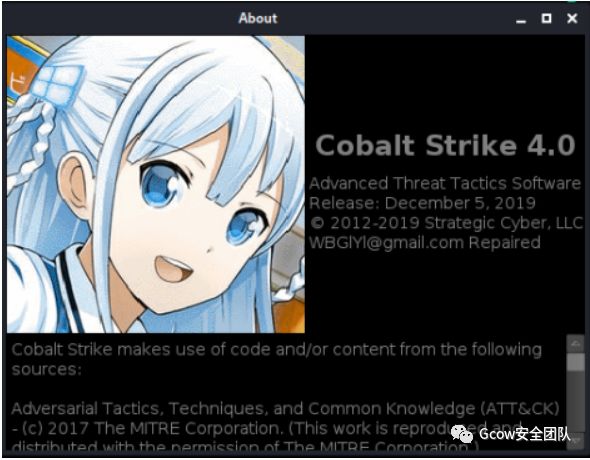 About
Cobalt Strike 4.0
Advanced Threat Tactics Software
Release: December 5, 2019
© 2012-2019 Strategic Cyber, LLC
WBGlYl@gmail.com Repaired
Cobalt Strike makes use of code and/or content from the following
sources:
Adversarial Tactics, Techniques, and Common Knowledge (ATT&CK)
- (c) 2017 The MITRE Corporation. (This work is reproduced and
distributed with the permission of The MITRE Corporation.)
Gcow安全团队